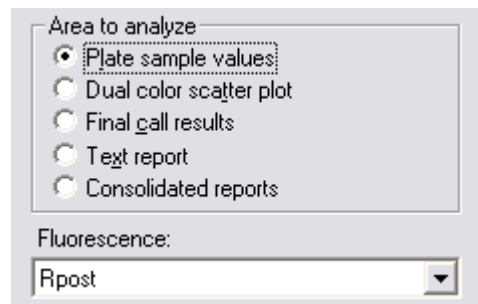 Area to analyze
Plate sample values
Dual color scatter plot
Final call results
Text report
Consolidated reports
Fluorescence:
Rpost